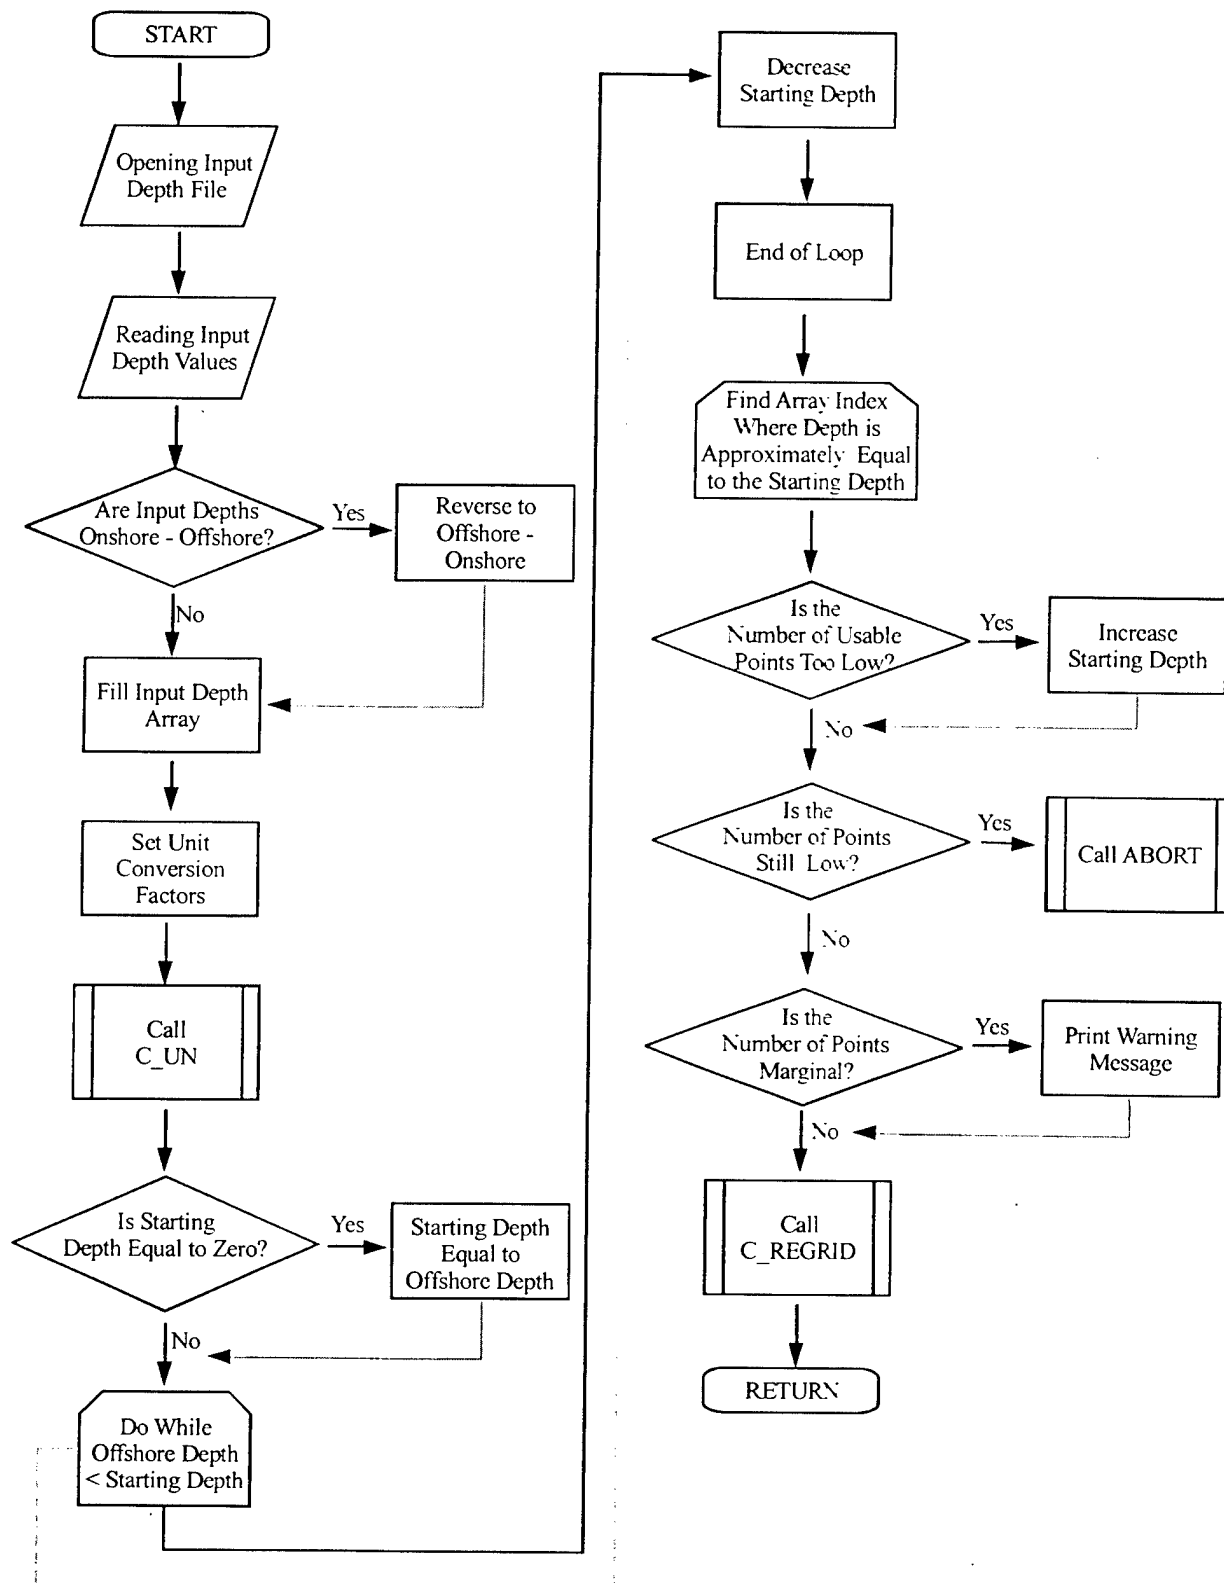 START
Opening Input
Depth File
Reading Input
Depth Values
Are Input Depths
Onshore - Offshore?
Yes
Reverse to
Offshore -
Onshore
No
Fill Input Depth
Array
Set Unit
Conversion
Factors
Call
C_UN
Is Starting
Depth Equal to Zero?
Yes
Starting Depth
Equal to
Offshore Depth
No
Do While
Offshore Depth
< Starting Depth
Decrease
Starting Depth
End of Loop
Find Array Index
Where Depth is
Approximately Equal
to the Starting Depth
Is the
Number of Usable
Points Too Low?
Yes
Increase
Starting Depth
No
Is the
Number of Points
Still Low?
Yes
Call ABORT
No
Is the
Number of Points
Marginal?
Yes
Print Warning
Message
No
Call
C_REGRID
RETURN